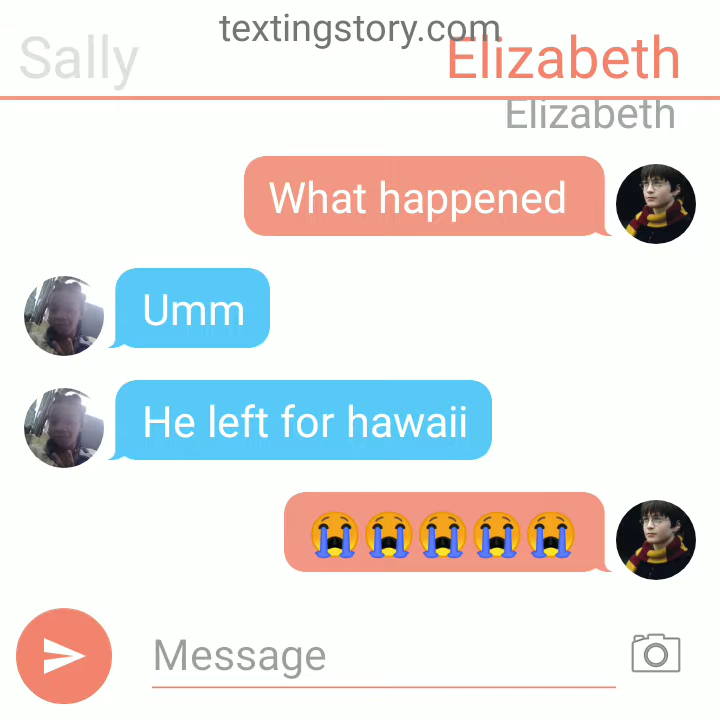 textingstory.com
Sally
Elizabeth
Elizabeth
What happened
Umm
He left for hawaii
😭😭😭😭😭
Message